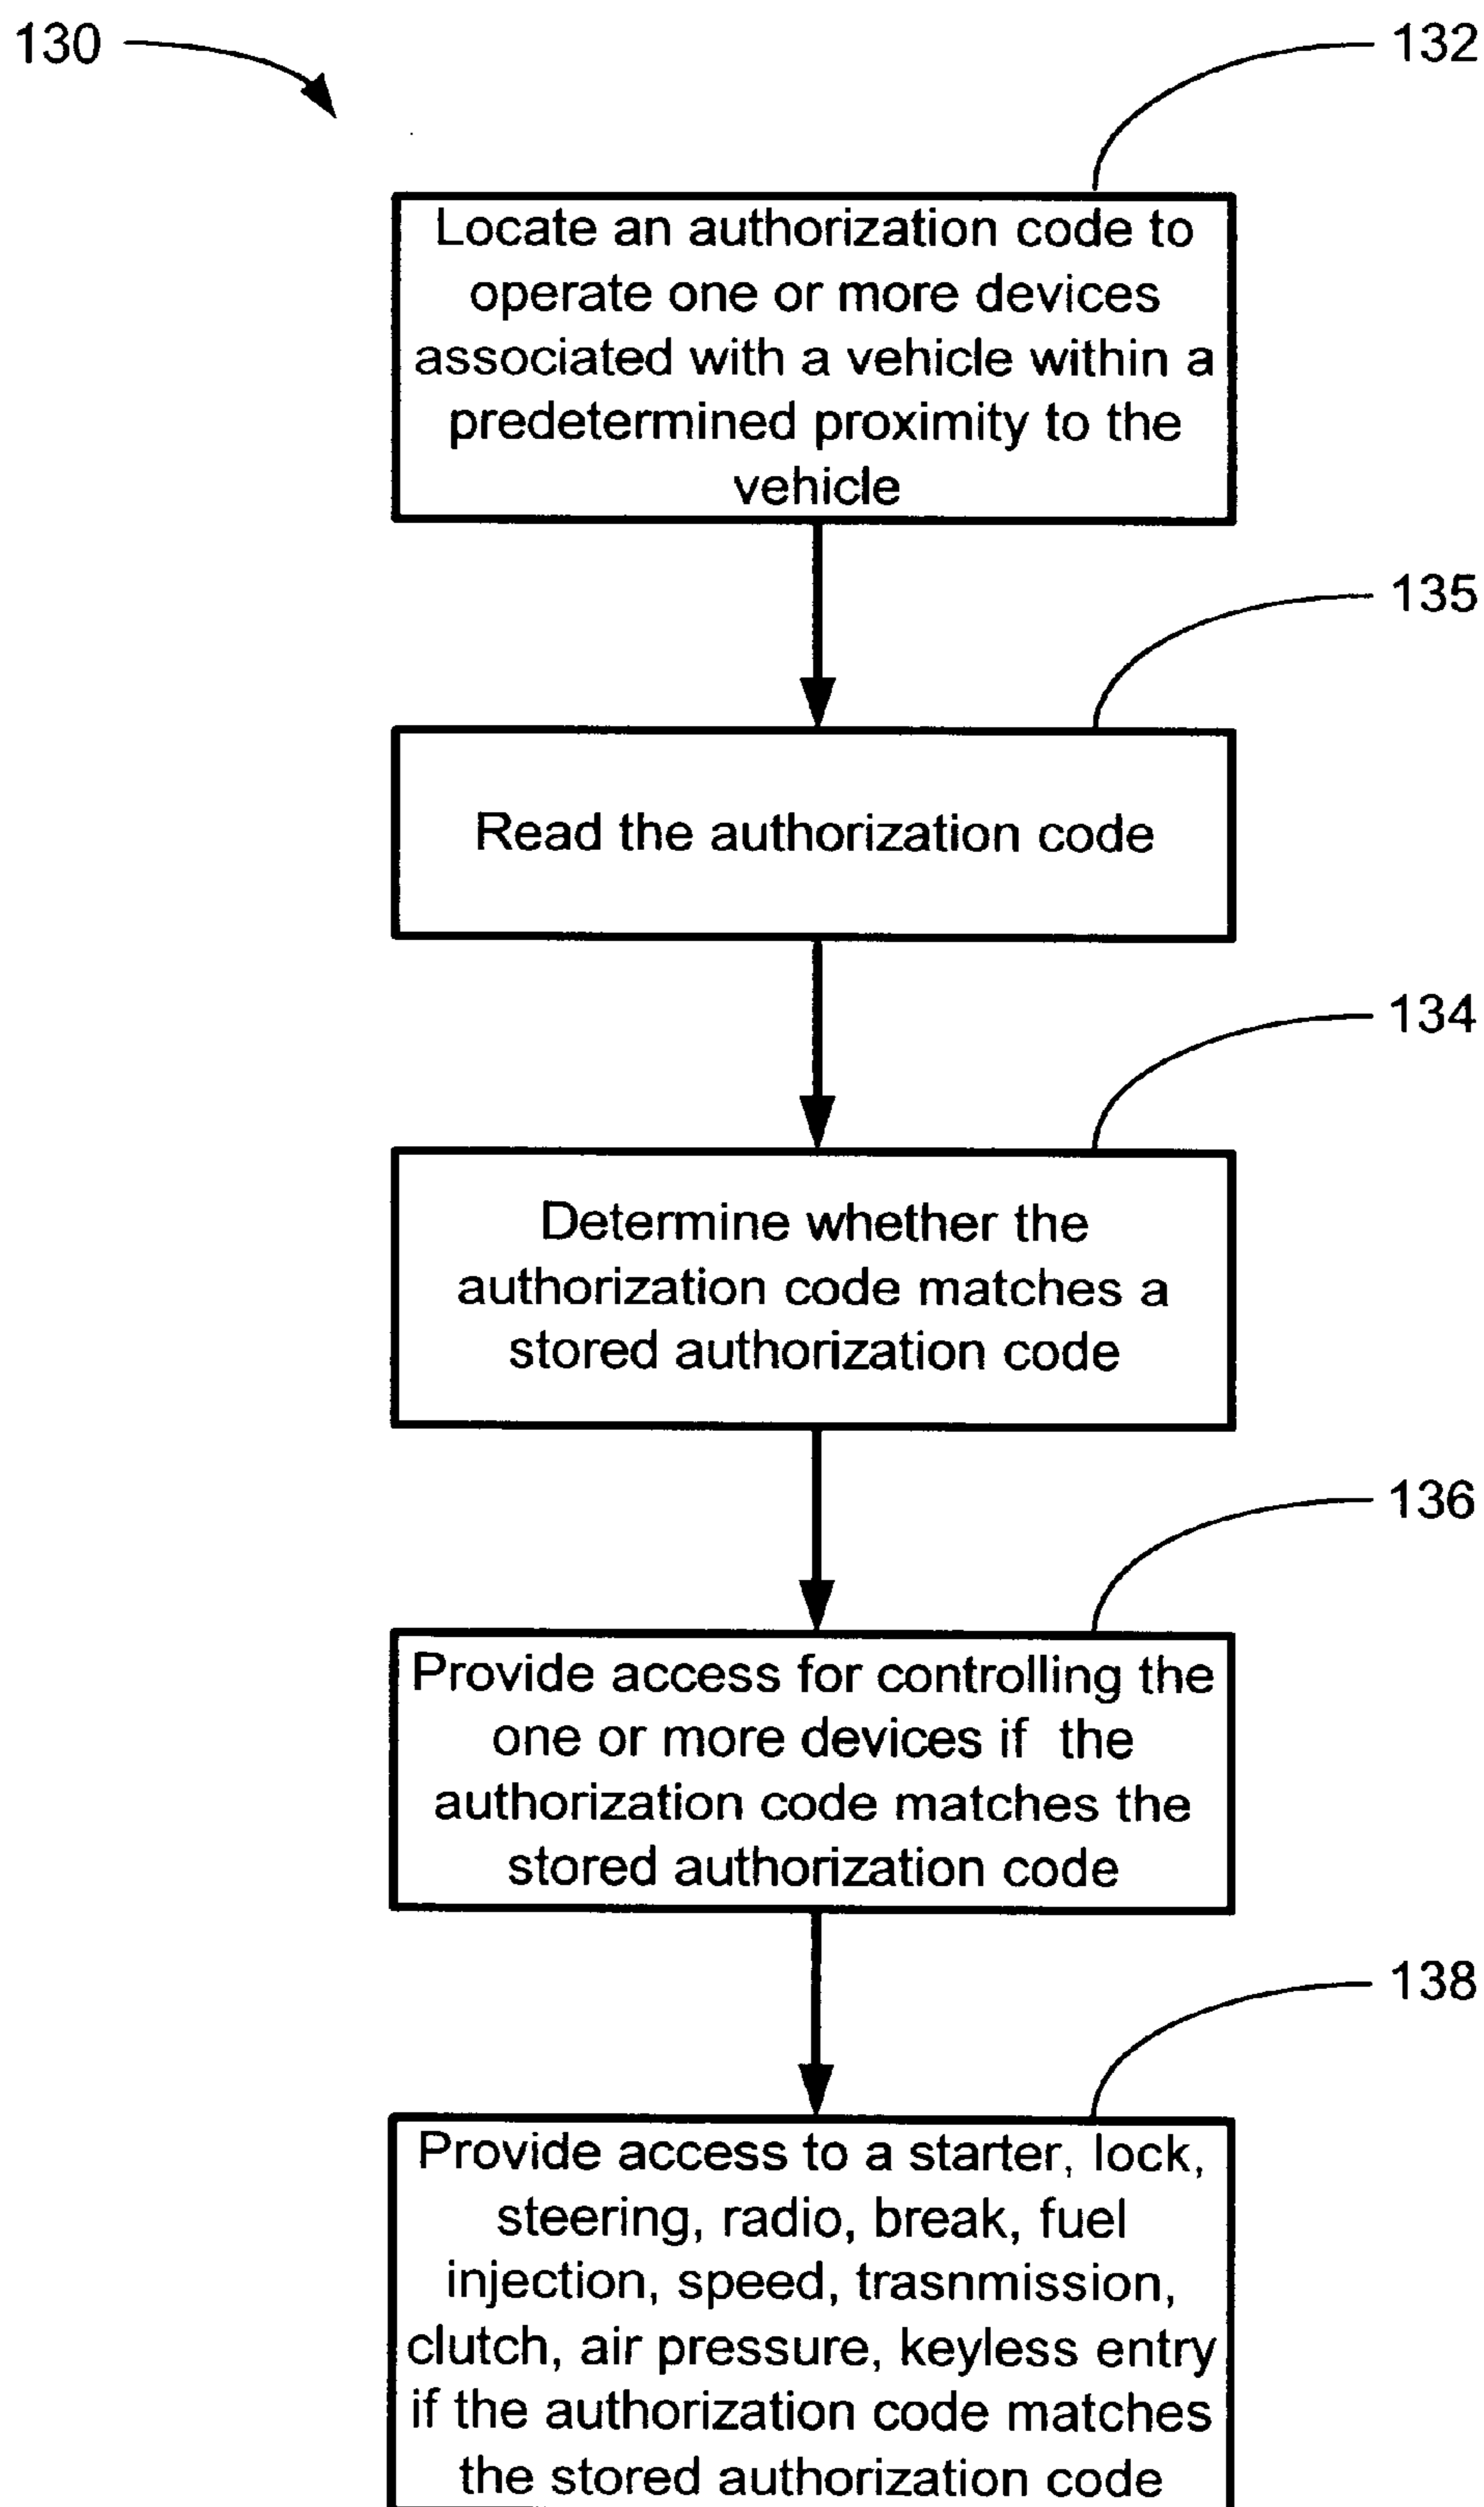 130
132
Locate an authorization code to
operate one or more devices
associated with a vehicle within a
predetermined proximity to the
vehicle
135
Read the authorization code
134
Determine whether the
authorization code matches a
stored authorization code
136
Provide access for controlling the
one or more devices if the
authorization code matches the
stored authorization code
138
Provide access to a starter, lock,
steering, radio, break, fuel
injection, speed, trasnmission,
clutch, air pressure, keyless entry
if the authorization code matches
the stored authorization code